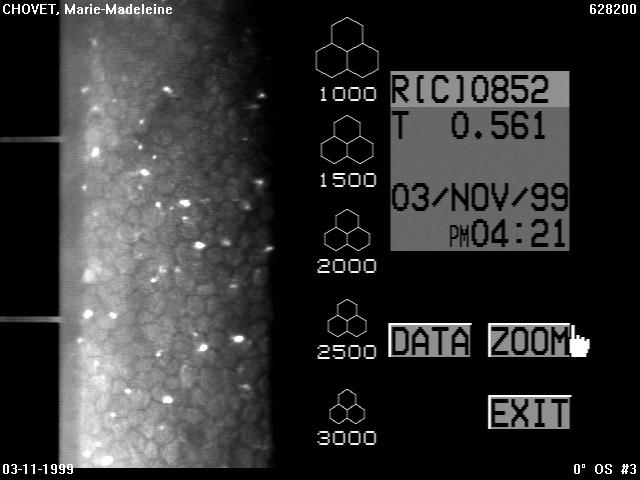 CHOVET, Marie-Madeleine
628200
1000
1500
2000
2500
3000
R[C]0852
T 0.561
03/NOV/99
PM04:21
DATA ZOOM
EXIT
03-11-1999
0° OS #3